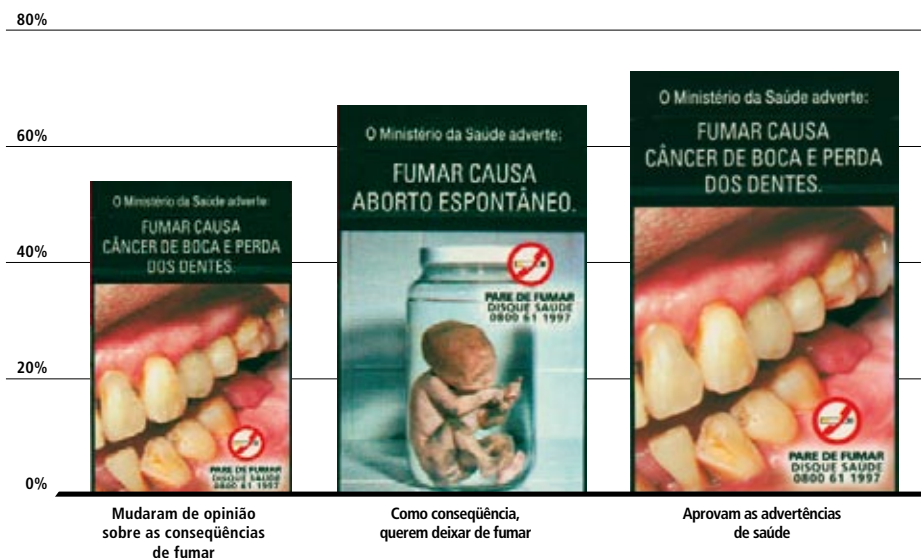 80%
60%
40%
20%
0%
O Ministério da Saúde adverte:
FUMAR CAUSA
CÂNCER DE BOCA E PERDA
DOS DENTES.
PARE DE FUMAR
DISQUE SAÚDE
0800 61 1997
Mudaram de opinião
sobre as conseqüências
de fumar
O Ministério da Saúde adverte:
FUMAR CAUSA
ABORTO ESPONTÂNEO.
PARE DE FUMAR
DISQUE SAÚDE
0800 61 1997
Como conseqüência,
querem deixar de fumar
O Ministério da Saúde adverte:
FUMAR CAUSA
CÂNCER DE BOCA E PERDA
DOS DENTES.
PARE DE FUMAR
DISQUE SAÚDE
0800 61 1997
Aprovam as advertências
de saúde